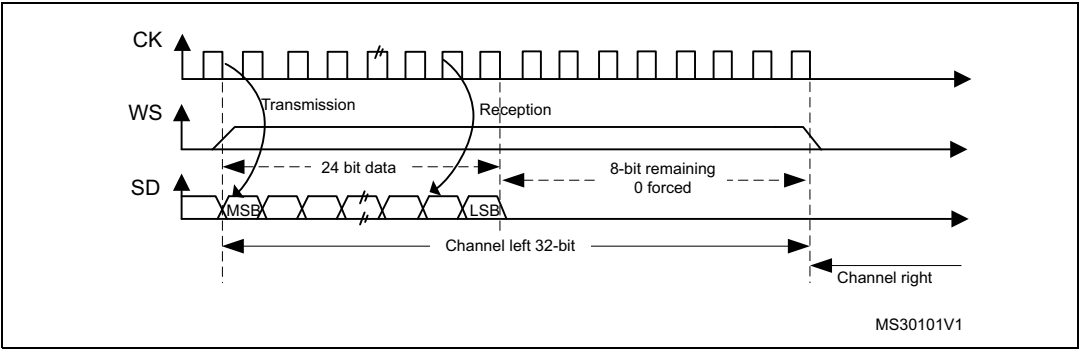 CK
Transmission
Reception
WS
24 bit data
8-bit remaining
0 forced
SD
MSB
LSB
Channel left 32-bit
Channel right
MS30101V1